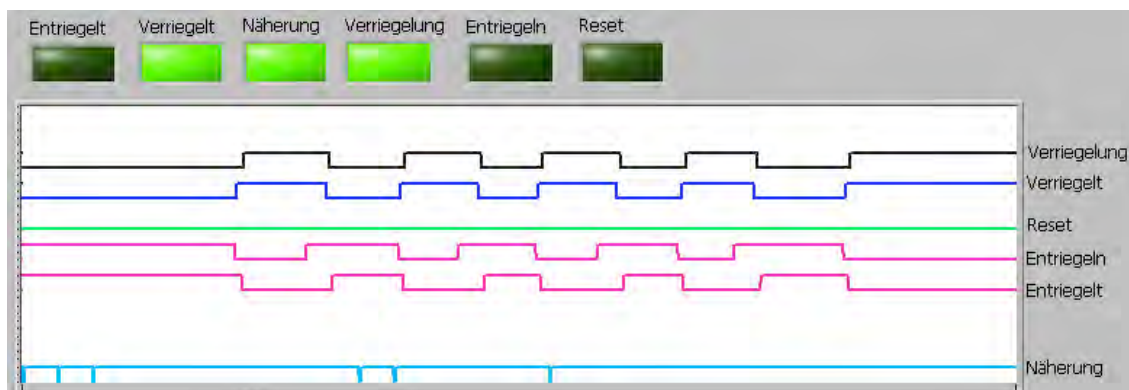 Entriegelt Verriegelt Näherung Verriegelung Entriegeln Reset
Verriegelung
Verriegelt
Reset
Entriegeln
Entriegelt
Näherung